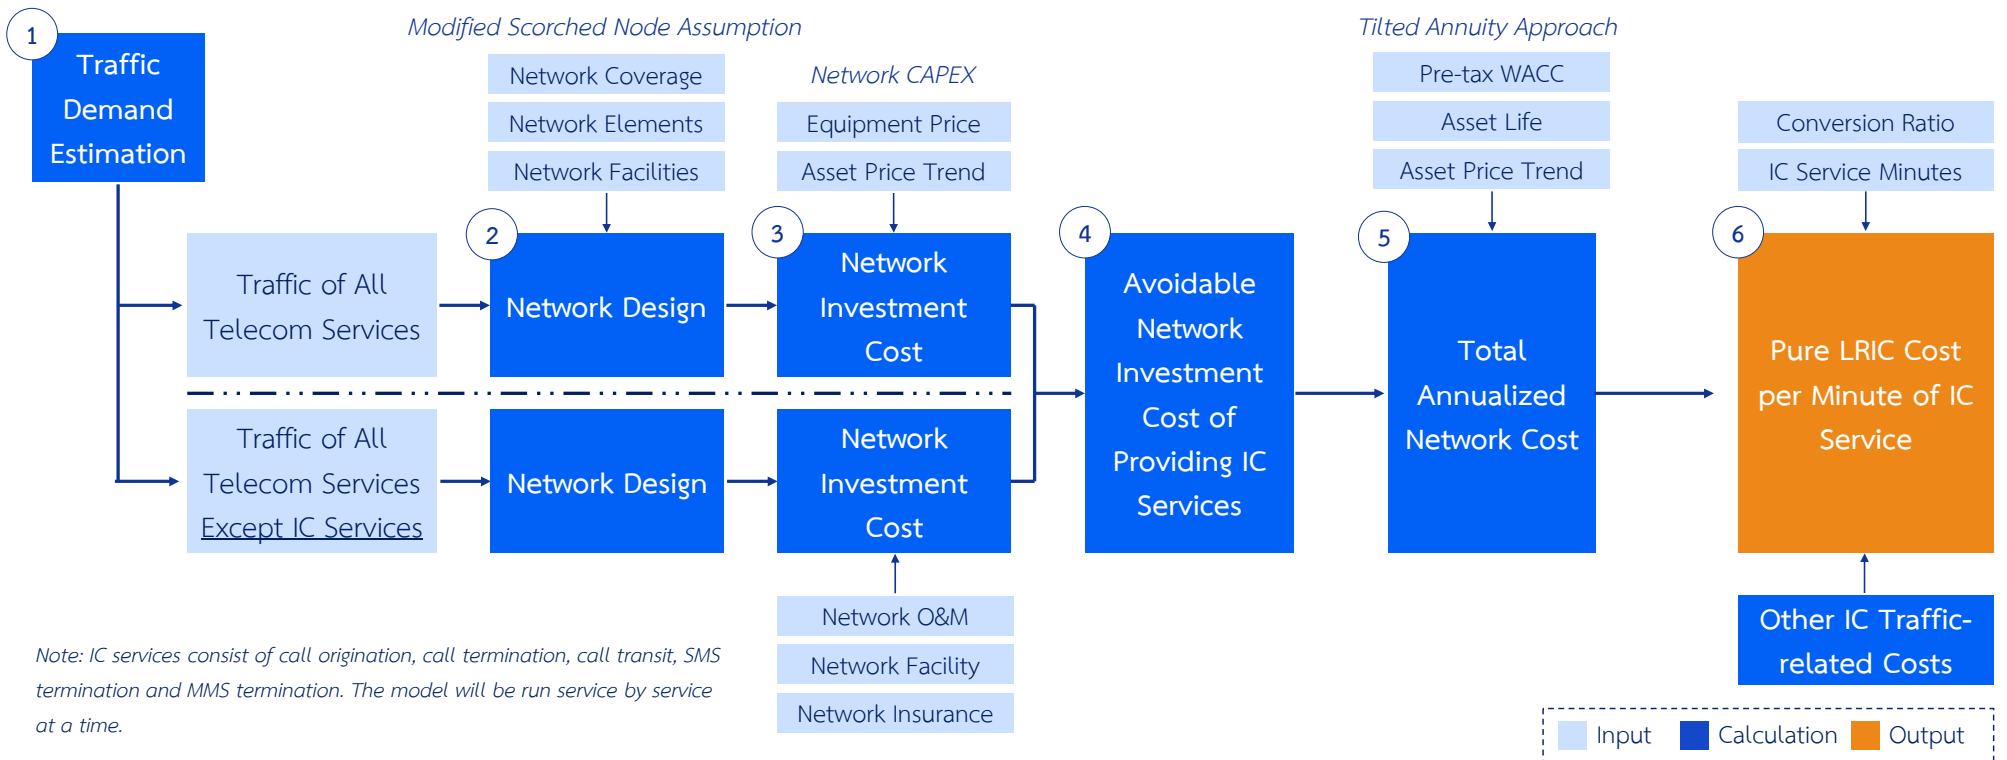 1
Traffic
Demand
Estimation
Modified Scorched Node Assumption
Network Coverage
Network Elements
Network Facilities
Network CAPEX
Equipment Price
Asset Price Trend
Tilted Annuity Approach
Pre-tax WACC
Asset Life
Asset Price Trend
Conversion Ratio
IC Service Minutes
Traffic of All
Telecom Services
2
Network Design
3
Network
Investment
Cost
Traffic of All
Telecom Services
Except IC Services
Network Design
Network
Investment
Cost
4
Avoidable
Network
Investment
Cost of
Providing IC
Services
5
Total
Annualized
Network Cost
6
Pure LRIC Cost
per Minute of IC
Service
Network O&M
Network Facility
Network Insurance
Other IC Traffic-
related Costs
Note: IC services consist of call origination, call termination, call transit, SMS
termination and MMS termination. The model will be run service by service
at a time.
Input
Calculation
Output